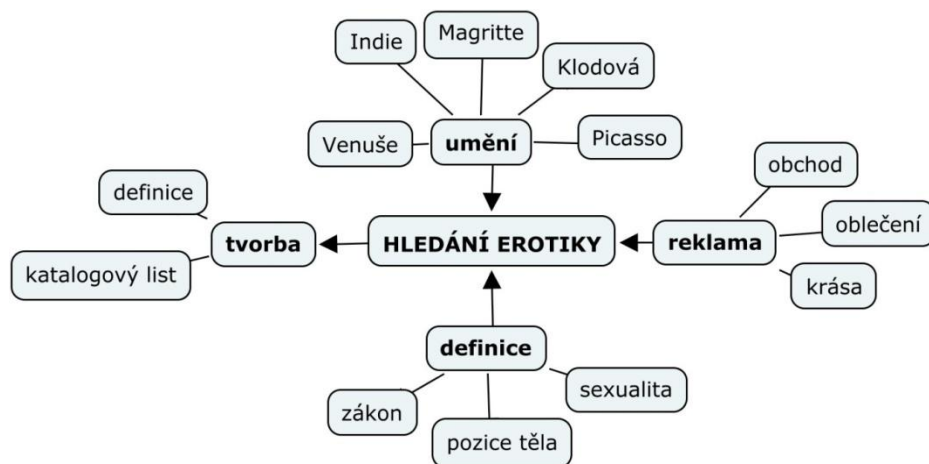 Indie
Magritte
Klodová
Venuše
umění
Picasso
definice
obchod
tvorba
HLEDÁNÍ EROTIKY
reklama
oblečení
katalogový list
krása
definice
zákon
sexualita
pozice těla